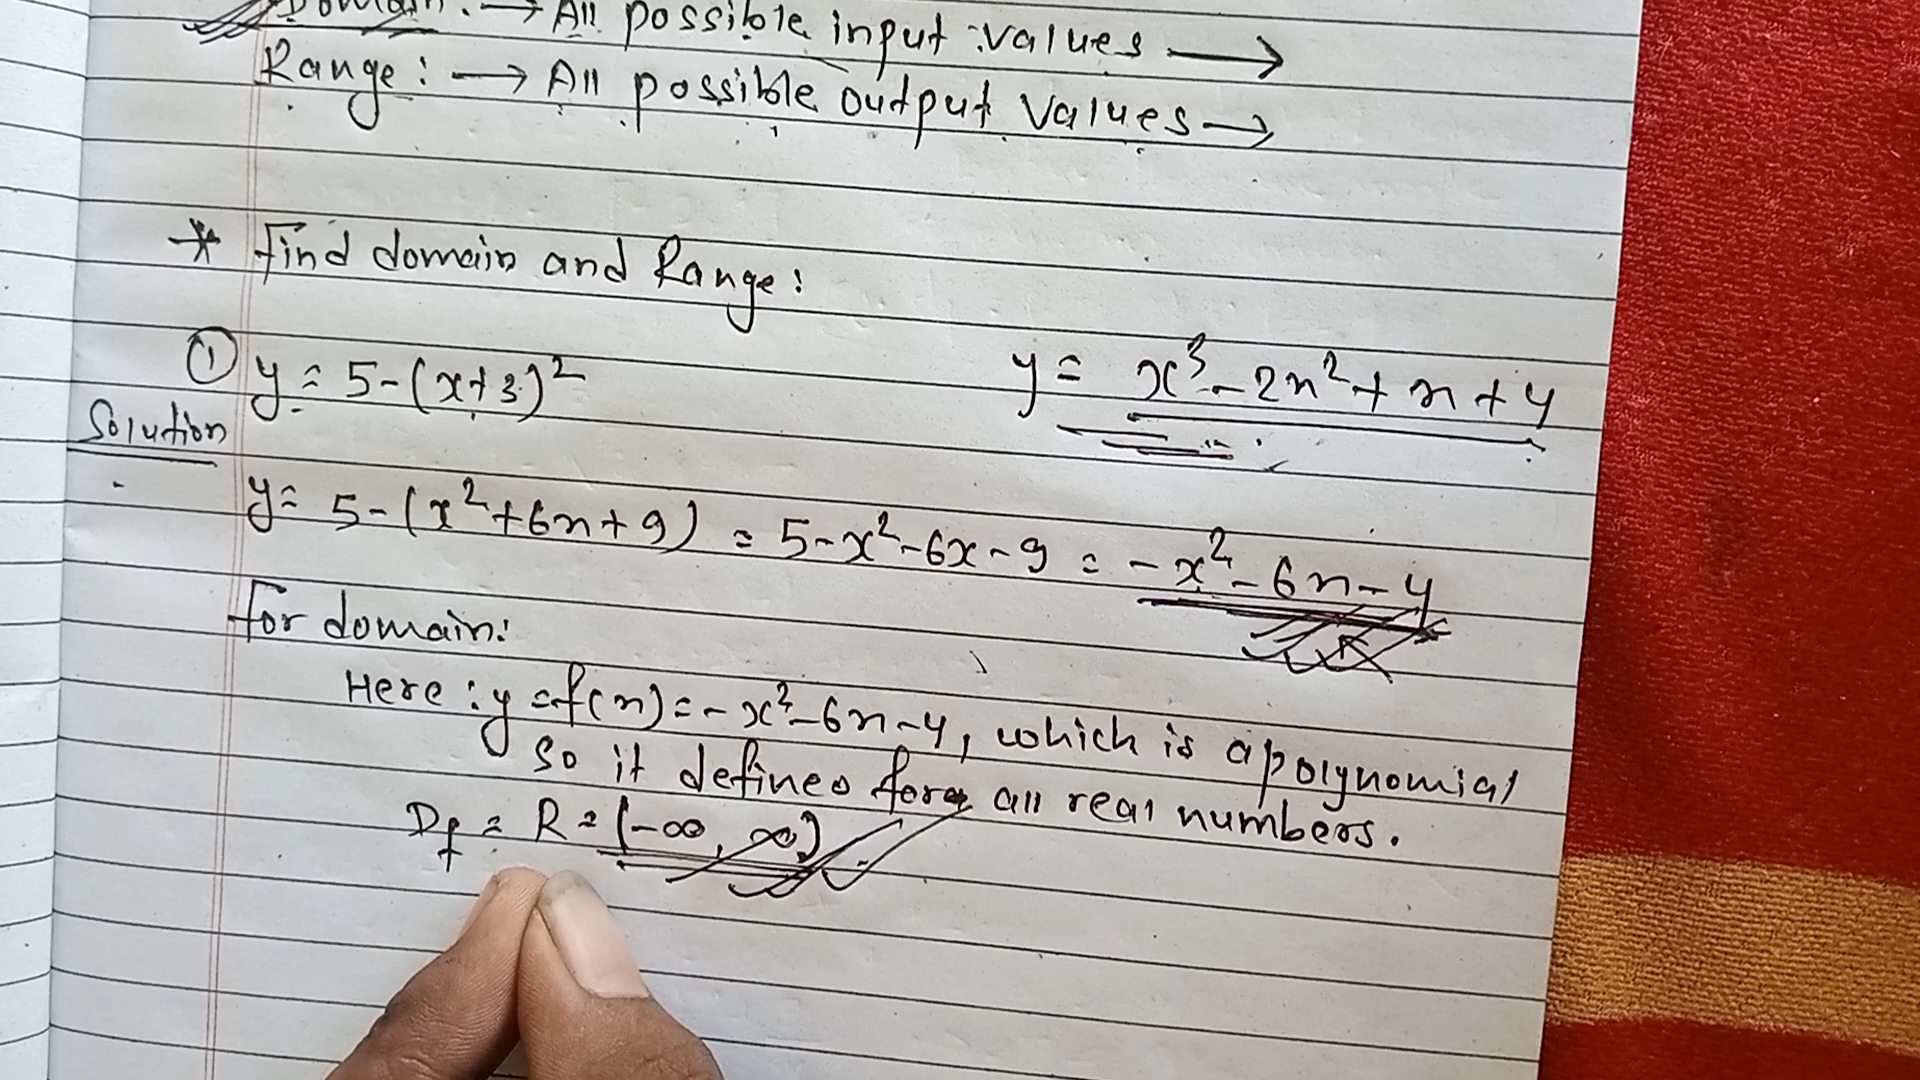 Domain: → All possible input values →
Range: → All possible output values →
* Find domain and Range:
① y = 5-(x+3)²
y = x³-2x²+x+4
Solution
y = 5-(x²+6x+9) = 5-x²-6x-9 = -x²-6x-4
For domain:
Here: y = f(x) = -x²-6x-4, which is a polynomial
So it defines for all real numbers.
Df = R = (-∞, ∞)